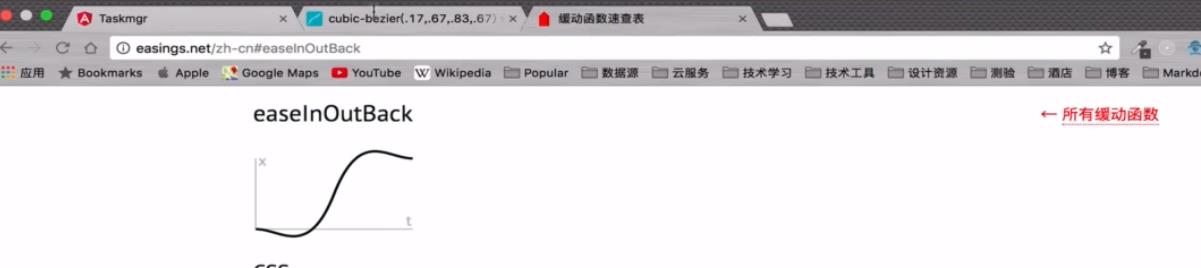 Taskmgr
cubic-bezier(.17,.67,.83,.67)
缓动函数速查表
easings.net/zh-cn#easeInOutBack
应用 Bookmarks Apple Google Maps YouTube Wikipedia Popular 数据源 云服务 技术学习 技术工具 设计资源 测验 酒店 博客 Markd
easeInOutBack
← 所有缓动函数
x
t